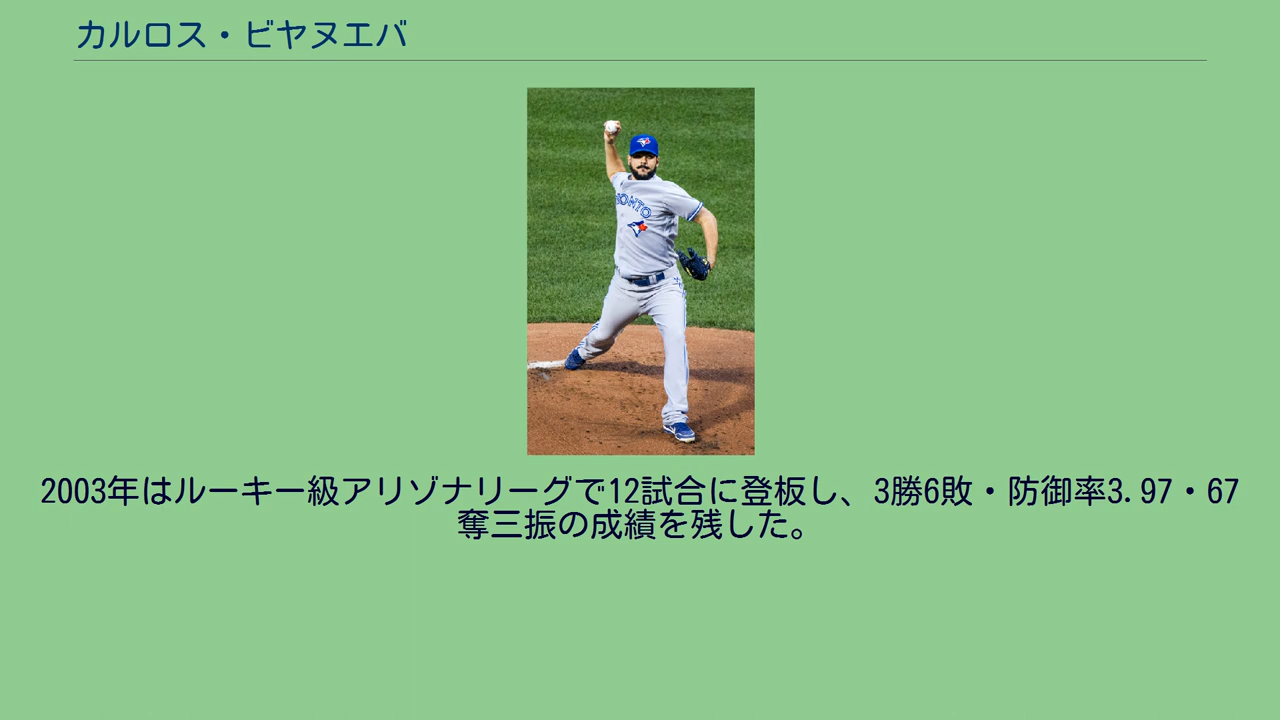 カルロス・ビヤヌエバ
RONTO
2003年はルーキー級アリゾナリーグで12試合に登板し、3勝6敗・防御率3.97・67
奪三振の成績を残した。